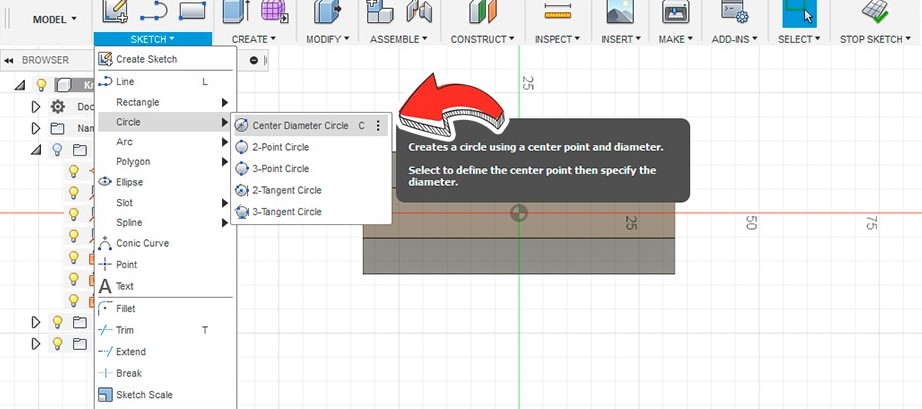 MODEL
SKETCH
CREATE
MODIFY
ASSEMBLE
CONSTRUCT
INSPECT
INSERT
MAKE
ADD-INS
SELECT
STOP SKETCH
BROWSER
Create Sketch
Line L
Rectangle
Circle
Arc
Polygon
Ellipse
Slot
Spline
Conic Curve
Point
Text
Fillet
Trim T
Extend
Break
Sketch Scale
Center Diameter Circle C
2-Point Circle
3-Point Circle
2-Tangent Circle
3-Tangent Circle
Creates a circle using a center point and diameter.
Select to define the center point then specify the
diameter.
25
25
50
75